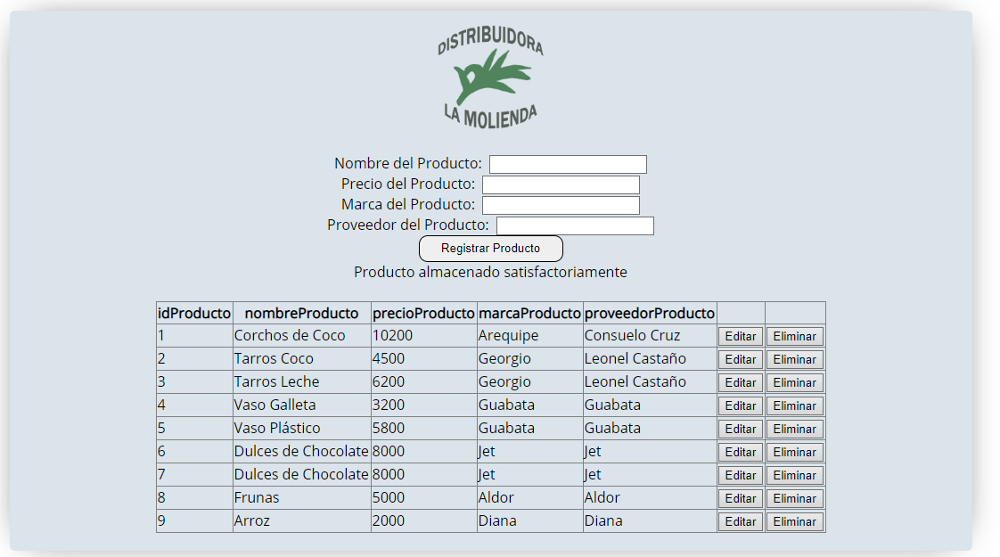 DISTRIBUIDORA
LA MOLIENDA
Nombre del Producto:
Precio del Producto:
Marca del Producto:
Proveedor del Producto:
Registrar Producto
Producto almacenado satisfactoriamente
idProducto nombreProducto precioProducto marcaProducto proveedorProducto
1 Corchos de Coco 10200 Arequipe Consuelo Cruz Editar Eliminar
2 Tarros Coco 4500 Georgio Leonel Castaño Editar Eliminar
3 Tarros Leche 6200 Georgio Leonel Castaño Editar Eliminar
4 Vaso Galleta 3200 Guabata Guabata Editar Eliminar
5 Vaso Plástico 5800 Guabata Guabata Editar Eliminar
6 Dulces de Chocolate 8000 Jet Jet Editar Eliminar
7 Dulces de Chocolate 8000 Jet Jet Editar Eliminar
8 Frunas 5000 Aldor Aldor Editar Eliminar
9 Arroz 2000 Diana Diana Editar Eliminar